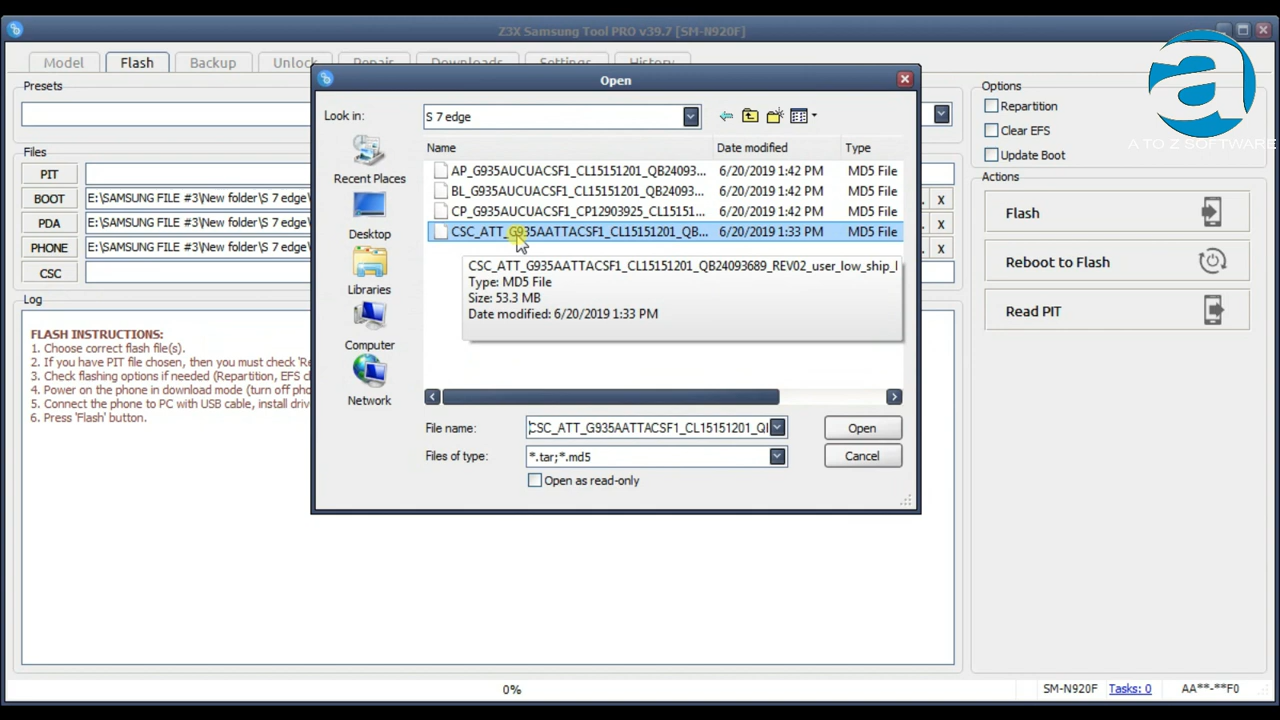 Z3X Samsung Tool PRO v39.7 [SM-N920F]
Model Flash Backup Unlock Repair Downloads Settings History
Presets
Files
PIT
BOOT E:\SAMSUNG FILE #3\New folder\S 7 edge\ x
PDA E:\SAMSUNG FILE #3\New folder\S 7 edge\ x
PHONE E:\SAMSUNG FILE #3\New folder\S 7 edge\ x
CSC
Log
FLASH INSTRUCTIONS:
1. Choose correct flash file(s).
2. If you have PIT file chosen, then you must check
3. Check flashing options if needed (Repartition, EFS
4. Power on the phone in download mode (turn off
5. Connect the phone to PC with USB cable, install
6. Press 'Flash' button.
Open
Look in: S 7 edge
Recent Places
Desktop
Libraries
Computer
Network
Name Date modified Type
AP_G935AUCUACSF1_CL15151201_QB24093... 6/20/2019 1:42 PM MD5 File
BL_G935AUCUACSF1_CL15151201_QB24093... 6/20/2019 1:42 PM MD5 File
CP_G935AUCUACSF1_CP12903925_CL15151... 6/20/2019 1:42 PM MD5 File
CSC_ATT_G935AATTACSF1_CL15151201_QB... 6/20/2019 1:33 PM MD5 File
CSC_ATT_G935AATTACSF1_CL15151201_QB24093689_REV02_user_low_ship_
Type: MD5 File
Size: 53.3 MB
Date modified: 6/20/2019 1:33 PM
File name: CSC_ATT_G935AATTACSF1_CL15151201_Q
Open
Files of type: *.tar;*.md5
Cancel
Open as read-only
Options
Repartition
Clear EFS
Update Boot
Actions
Flash
Reboot to Flash
Read PIT
a
A TO Z SOFTWARE
0%
SM-N920F Tasks: 0 AA**-**F0